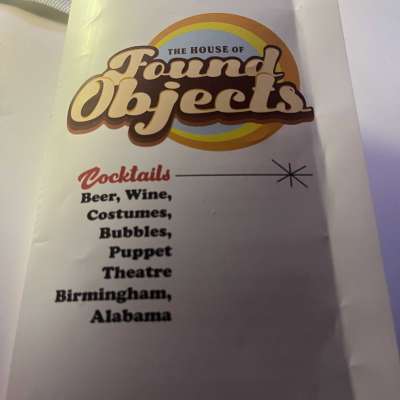 THE HOUSE OF
Found
Objects
Cocktails
Beer, Wine,
Costumes,
Bubbles,
Puppet
Theatre
Birmingham,
Alabama